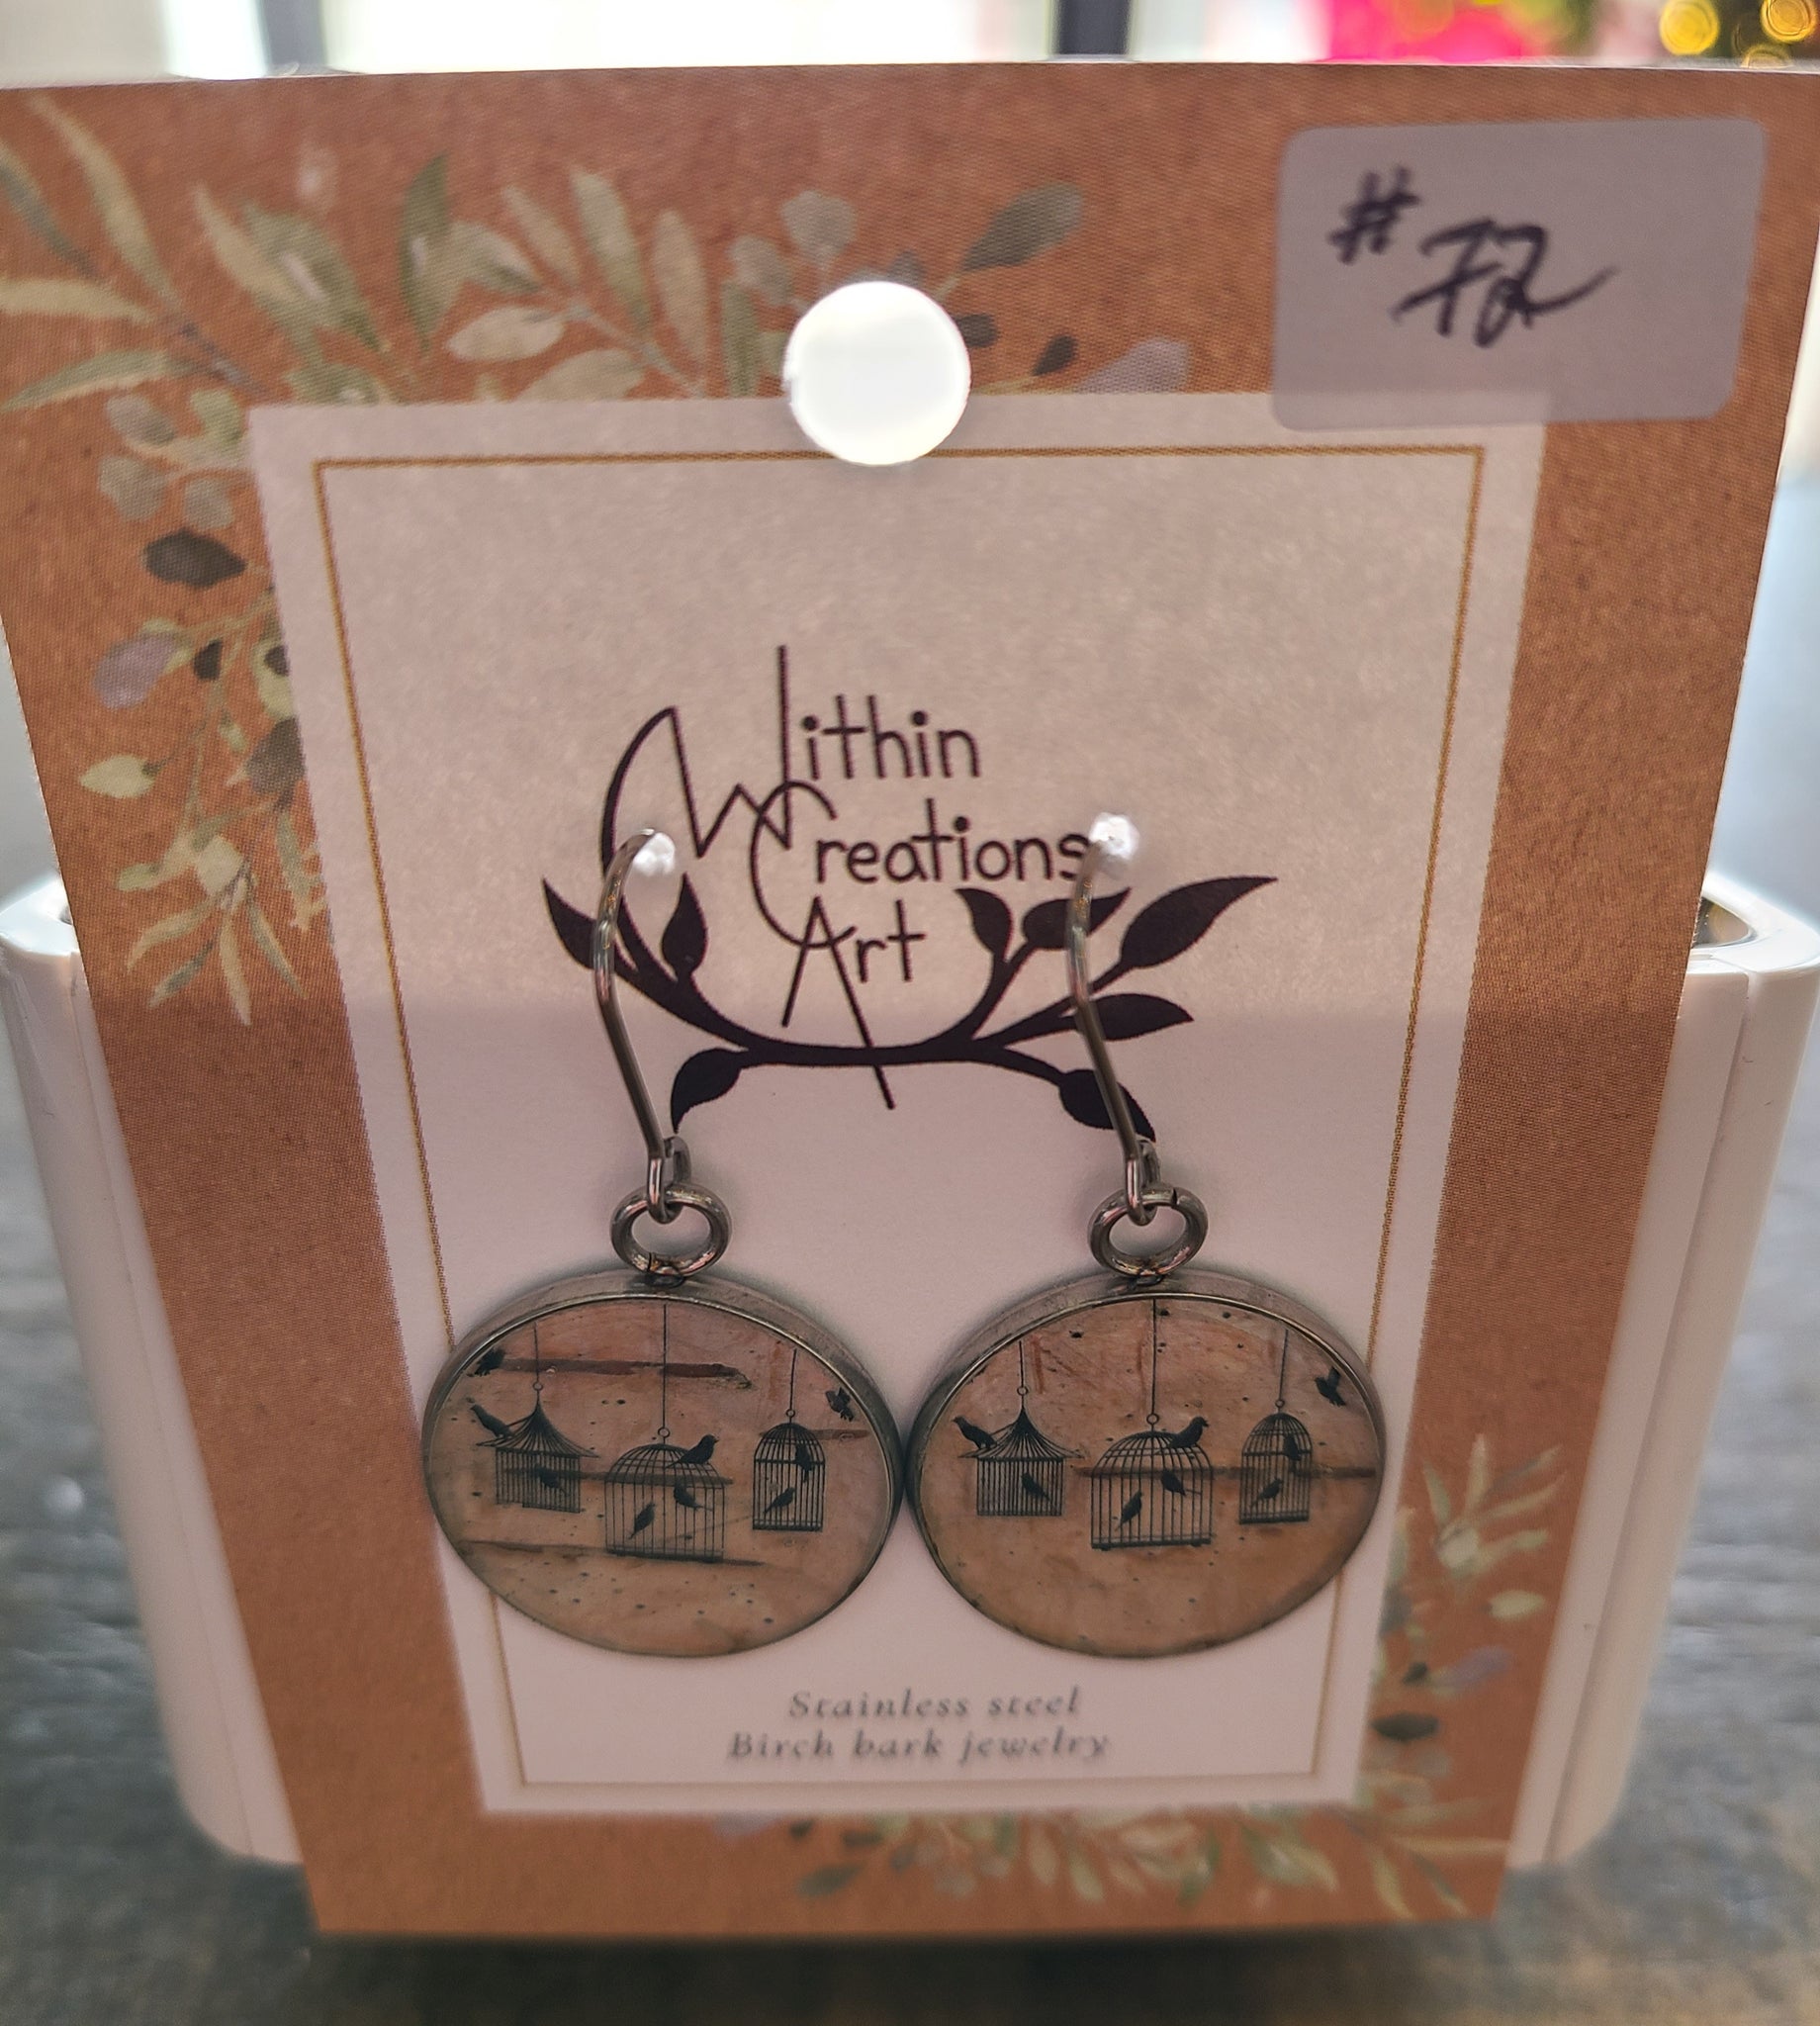 #72
Within
Creations
Art
Stainless steel
Birch bark jewelry